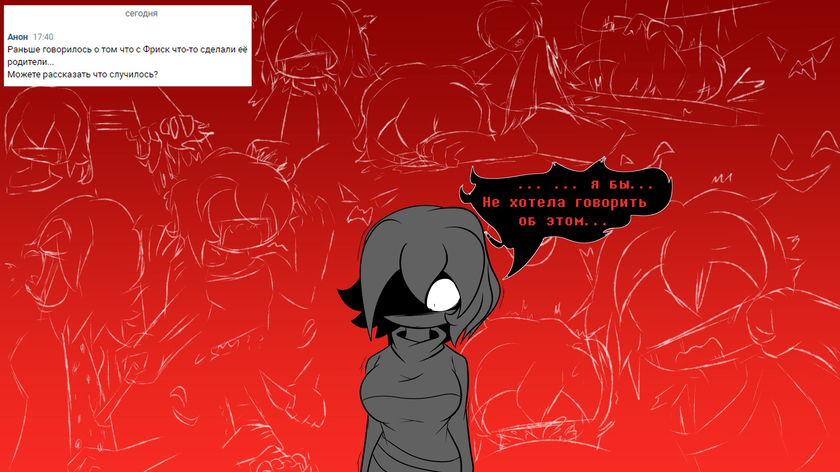 сегодня
Анон 17:40
Раньше говорилось о том что с Фриск что-то сделали её
родители...
Можете рассказать что случилось?
... ... я бы...
Не хотела говорить
об этом...